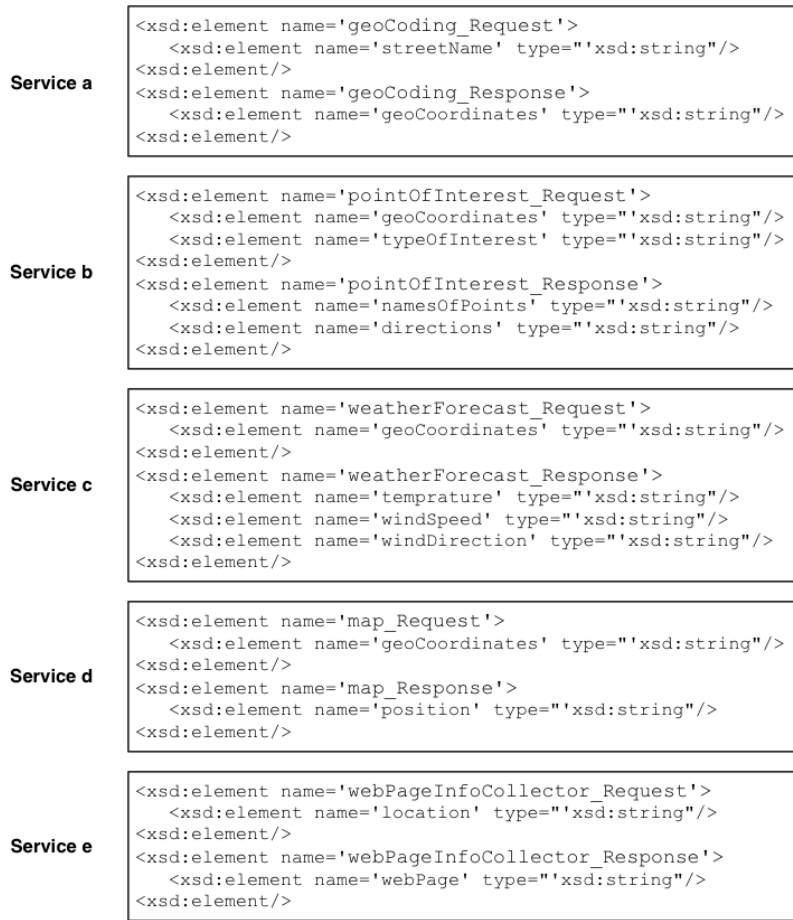 Service a
<xsd:element name='geoCoding_Request'>
<xsd:element name='streetName' type="'xsd:string"/>
<xsd:element/>
<xsd:element name='geoCoding_Response'>
<xsd:element name='geoCoordinates' type="'xsd:string"/>
<xsd:element/>
Service b
<xsd:element name='pointOfInterest_Request'>
<xsd:element name='geoCoordinates' type="'xsd:string"/>
<xsd:element name='typeOfInterest' type="'xsd:string"/>
<xsd:element/>
<xsd:element name='pointOfInterest_Response'>
<xsd:element name='namesOfPoints' type="'xsd:string"/>
<xsd:element name='directions' type="'xsd:string"/>
<xsd:element/>
Service c
<xsd:element name='weatherForecast_Request'>
<xsd:element name='geoCoordinates' type="'xsd:string"/>
<xsd:element/>
<xsd:element name='weatherForecast_Response'>
<xsd:element name='temprature' type="'xsd:string"/>
<xsd:element name='windSpeed' type="'xsd:string"/>
<xsd:element name='windDirection' type="'xsd:string"/>
<xsd:element/>
Service d
<xsd:element name='map_Request'>
<xsd:element name='geoCoordinates' type="'xsd:string"/>
<xsd:element/>
<xsd:element name='map_Response'>
<xsd:element name='position' type="'xsd:string"/>
<xsd:element/>
Service e
<xsd:element name='webPageInfoCollector_Request'>
<xsd:element name='location' type="'xsd:string"/>
<xsd:element/>
<xsd:element name='webPageInfoCollector_Response'>
<xsd:element name='webPage' type="'xsd:string"/>
<xsd:element/>